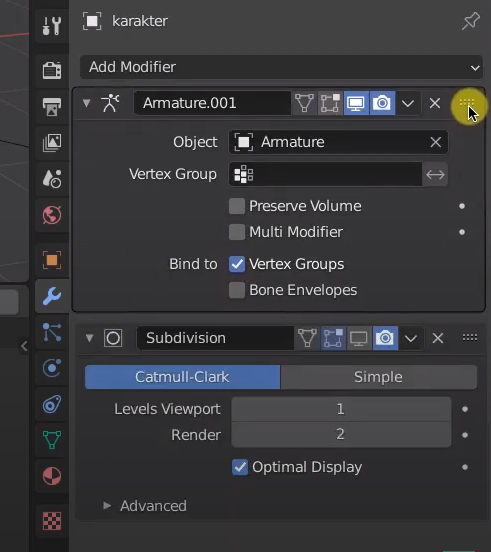 karakter
Add Modifier
Armature.001
Object Armature
Vertex Group
Preserve Volume
Multi Modifier
Bind to Vertex Groups
Bone Envelopes
Subdivision
Catmull-Clark Simple
Levels Viewport 1
Render 2
Optimal Display
Advanced